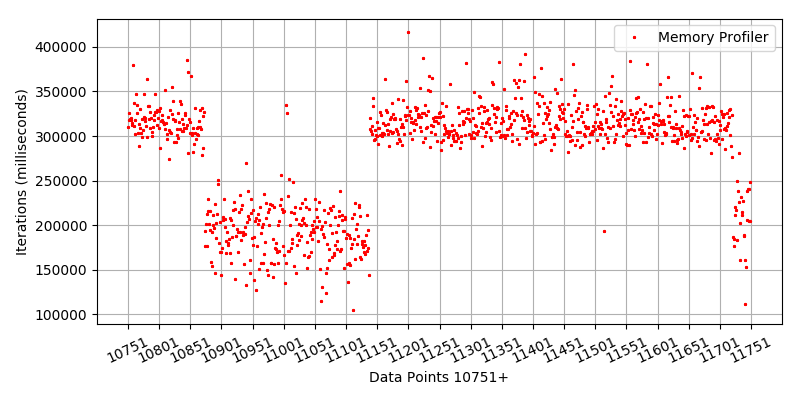 Memory Profiler
400000
350000
300000
250000
200000
150000
100000
Iterations (milliseconds)
10751 10801 10851 10901 10951 11001 11051 11101 11151 11201 11251 11301 11351 11401 11451 11501 11551 11601 11651 11701 11751
Data Points 10751+